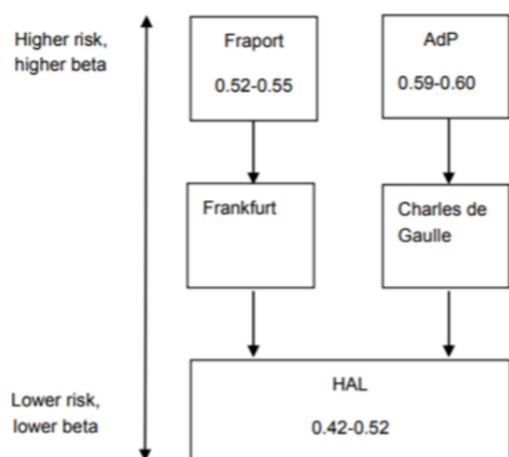 Higher risk,
higher beta
Fraport
0.52-0.55
AdP
0.59-0.60
Frankfurt
Charles de
Gaulle
Lower risk,
lower beta
HAL
0.42-0.52